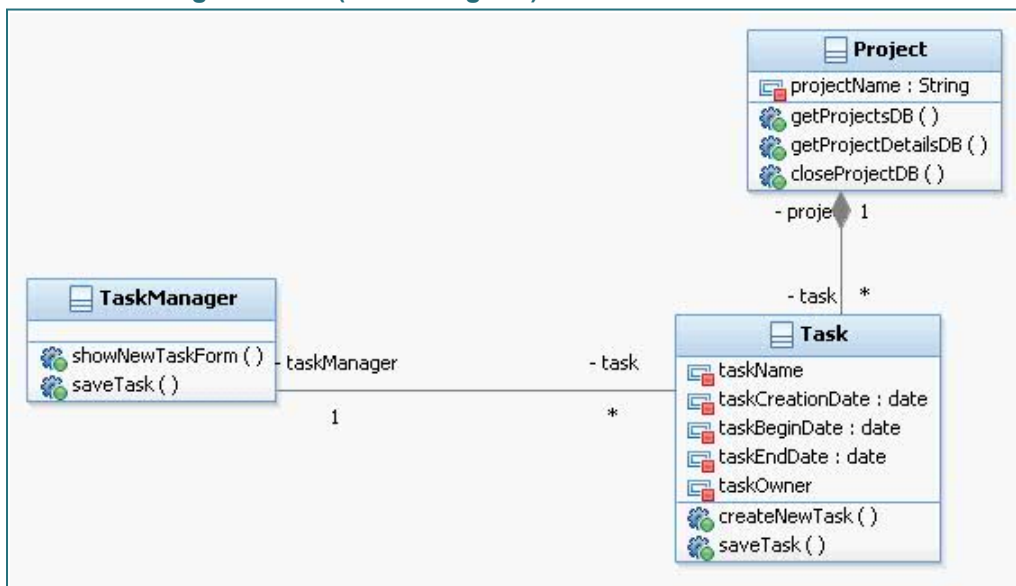 Project
projectName : String
getProjectsDB ( )
getProjectDetailsDB ( )
closeProjectDB ( )
- proje 1
- task *
TaskManager
showNewTaskForm ( )
saveTask ( )
- taskManager
- task
1
*
Task
taskName
taskCreationDate : date
taskBeginDate : date
taskEndDate : date
taskOwner
createNewTask ( )
saveTask ( )